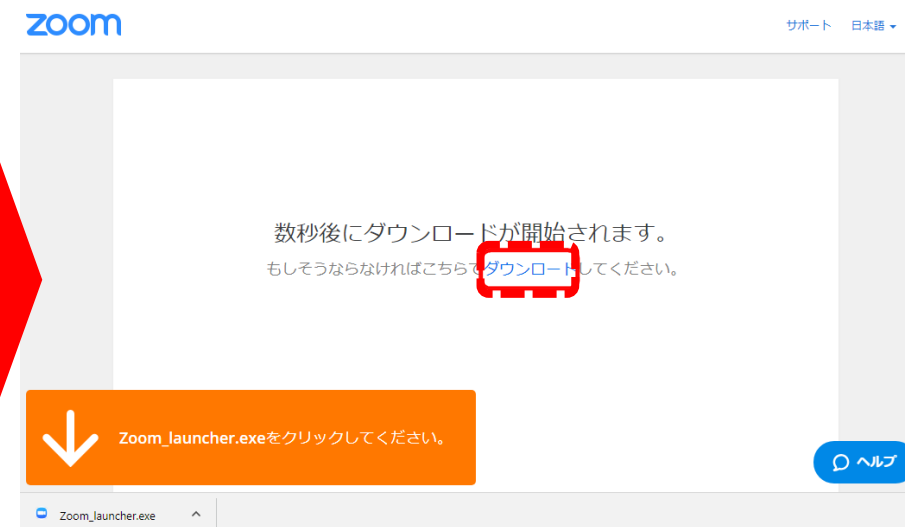 zoom
サポート 日本語
数秒後にダウンロードが開始されます。
もしそうならなければこちらでダウンロードしてください。
Zoom_launcher.exeをクリックしてください。
ヘルプ
Zoom_launcher.exe